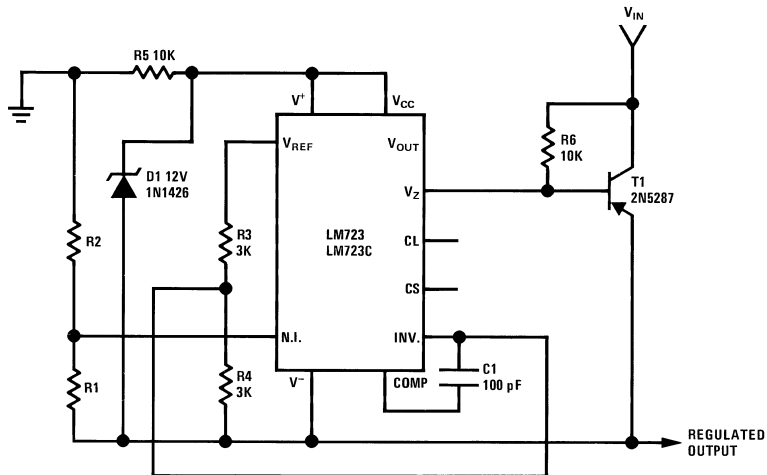 V_IN
R5 10K
V+
V_CC
V_REF
V_OUT
R6
10K
D1 12V
1N1426
T1
2N5287
V_Z
R2
R3
3K
LM723
LM723C
CL
CS
N.I.
INV.
R1
R4
3K
V−
COMP
C1
100 pF
REGULATED
OUTPUT